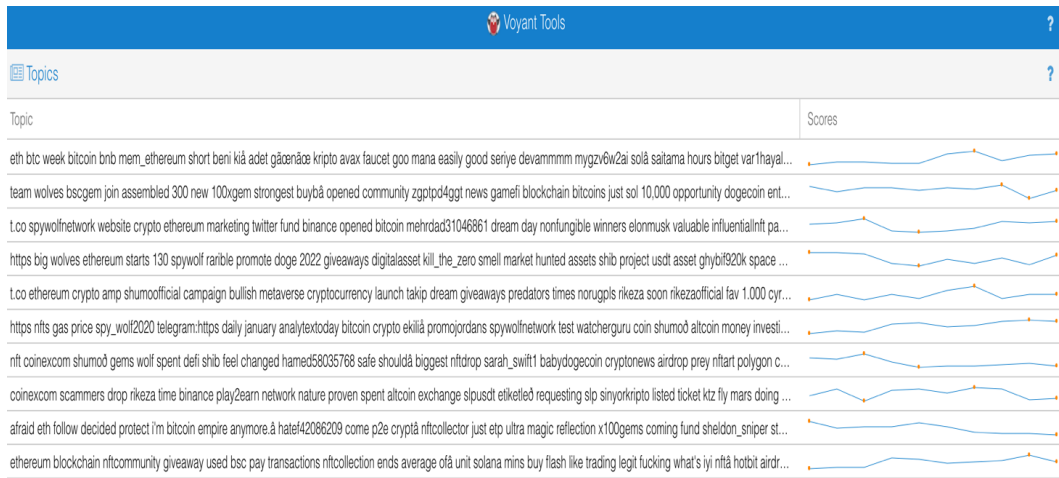 Voyant Tools ?
Topics ?
Topic Scores
eth btc week bitcoin bnb mem_ethereum short beni kiå adet gãœnãœ kripto avax faucet goo mana easily good seriye devammmm mygzv6w2ai solâ saitama hours bitget var1hayal...
team wolves bscgem join assembled 300 new 100xgem strongest buybâ opened community zgptpd4ggt news gamefi blockchain bitcoins just sol 10,000 opportunity dogecoin ent...
t.co spywolfnetwork website crypto ethereum marketing twitter fund binance opened bitcoin mehrdad31046861 dream day nonfungible winners elonmusk valuable influentiallnft pa...
https big wolves ethereum starts 130 spywolf rarible promote doge 2022 giveaways digitalasset kill_the_zero smell market hunted assets shib project usdt asset ghybif920k space ...
t.co ethereum crypto amp shumoofficial campaign bullish metaverse cryptocurrency launch takip dream giveaways predators times norugpls rikeza soon rikezaofficial fav 1.000 cyr...
https nfts gas price spy_wolf2020 telegram:https daily january analytextoday bitcoin crypto ekiliå promojordans spywolfnetwork test watcherguru coin shumoð altcoin money investi...
nft coinexcom shumoð gems wolf spent defi shib feel changed hamed58035768 safe shouldâ biggest nftdrop sarah_swift1 babydogecoin cryptonews airdrop prey nftart polygon c...
coinexcom scammers drop rikeza time binance play2earn network nature proven spent altcoin exchange slpusdt etiketleð requesting slp sinyorkripto listed ticket ktz fly mars doing ...
afraid eth follow decided protect i'm bitcoin empire anymore.â hatef42086209 come p2e cryptâ nftcollector just etp ultra magic reflection x100gems coming fund sheldon_sniper st...
ethereum blockchain nftcommunity giveaway used bsc pay transactions nftcollection ends average ofâ unit solana mins buy flash like trading legit fucking what's iyi nftâ hotbit airdr...